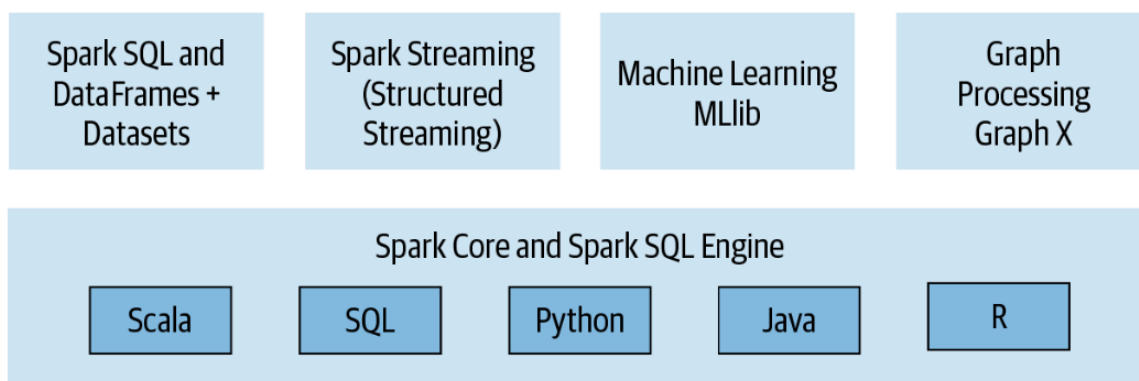 Spark SQL and
DataFrames +
Datasets
Spark Streaming
(Structured
Streaming)
Machine Learning
MLlib
Graph
Processing
Graph X
Spark Core and Spark SQL Engine
Scala
SQL
Python
Java
R